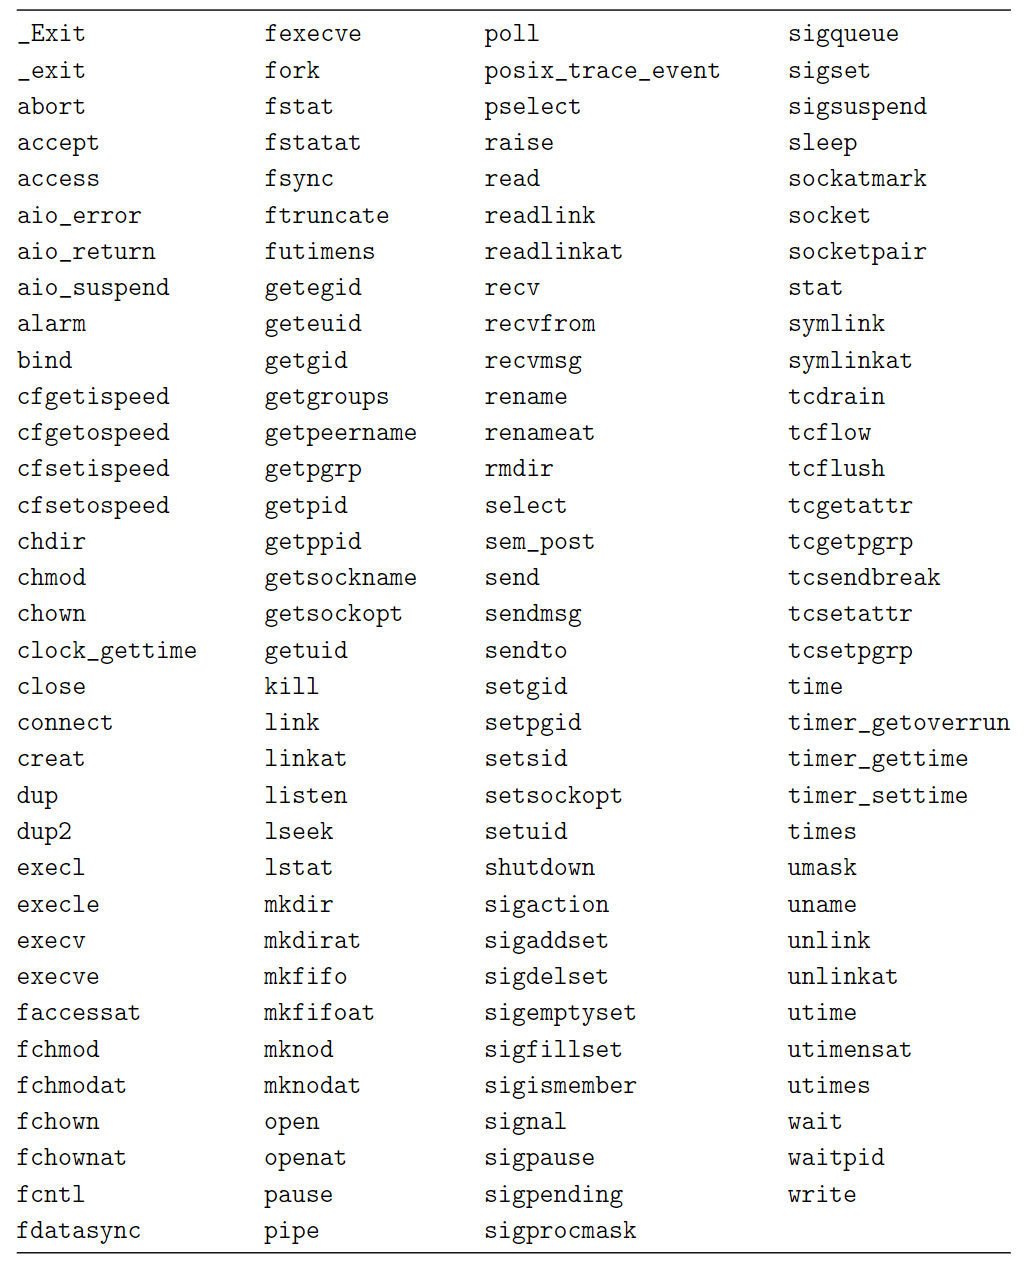 _Exit fexecve poll sigqueue
_exit fork posix_trace_event sigset
abort fstat pselect sigsuspend
accept fstatat raise sleep
access fsync read sockatmark
aio_error ftruncate readlink socket
aio_return futimens readlinkat socketpair
aio_suspend getegid recv stat
alarm geteuid recvfrom symlink
bind getgid recvmsg symlinkat
cfgetispeed getgroups rename tcdrain
cfgetospeed getpeername renameat tcflow
cfsetispeed getpgrp rmdir tcflush
cfsetospeed getpid select tcgetattr
chdir getppid sem_post tcgetpgrp
chmod getsockname send tcsendbreak
chown getsockopt sendmsg tcsetattr
clock_gettime getuid sendto tcsetpgrp
close kill setgid time
connect link setpgid timer_getoverrun
creat linkat setsid timer_gettime
dup listen setsockopt timer_settime
dup2 lseek setuid times
execl lstat shutdown umask
execle mkdir sigaction uname
execv mkdirat sigaddset unlink
execve mkfifo sigdelset unlinkat
faccessat mkfifoat sigemptyset utime
fchmod mknod sigfillset utimensat
fchmodat mknodat sigismember utimes
fchown open signal wait
fchownat openat sigpause waitpid
fcntl pause sigpending write
fdatasync pipe sigprocmask